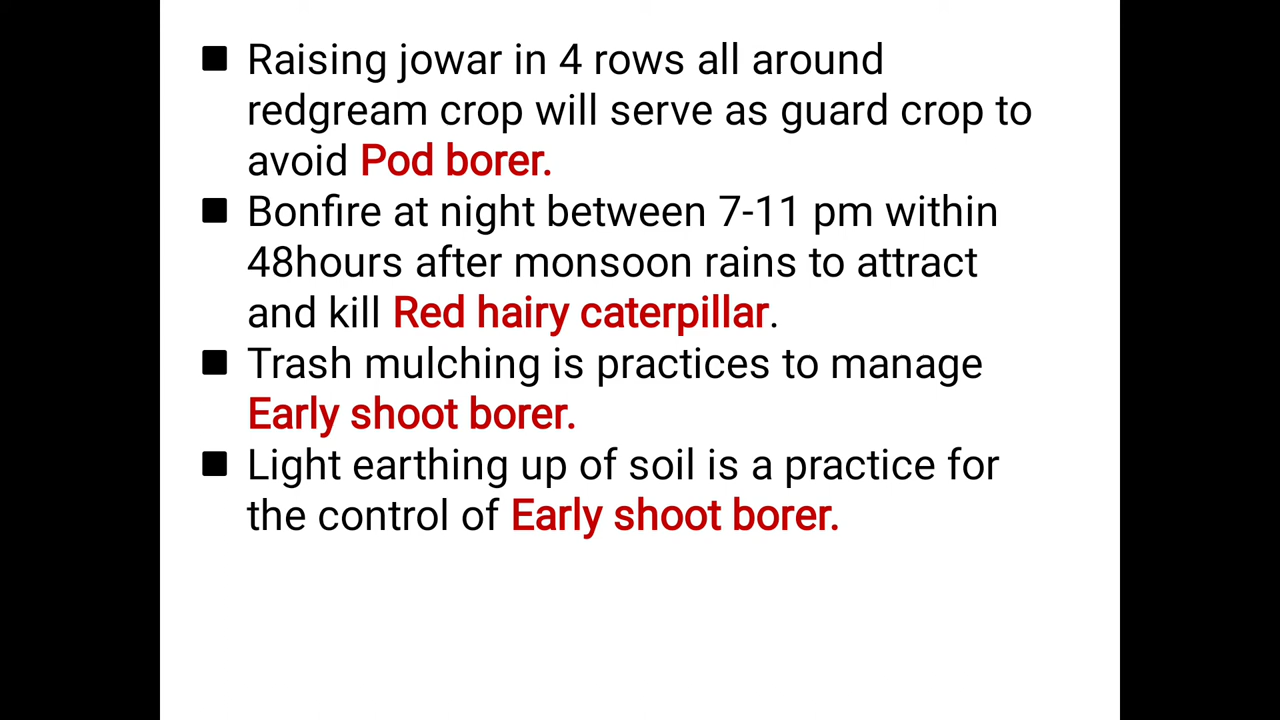 ■ Raising jowar in 4 rows all around
redgream crop will serve as guard crop to
avoid Pod borer.
■ Bonfire at night between 7-11 pm within
48hours after monsoon rains to attract
and kill Red hairy caterpillar.
■ Trash mulching is practices to manage
Early shoot borer.
■ Light earthing up of soil is a practice for
the control of Early shoot borer.